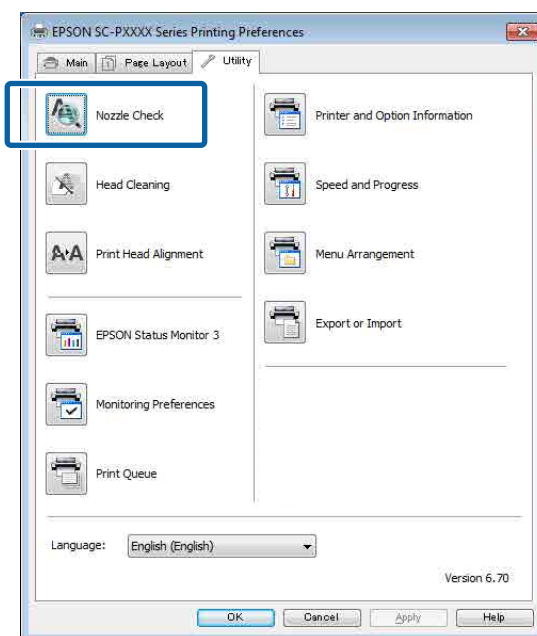 EPSON SC-PXXXX Series Printing Preferences
Main Page Layout Utility
Nozzle Check
Head Cleaning
A A Print Head Alignment
EPSON Status Monitor 3
Monitoring Preferences
Print Queue
Printer and Option Information
Speed and Progress
Menu Arrangement
Export or Import
Language: English (English)
Version 6.70
OK Cancel Apply Help